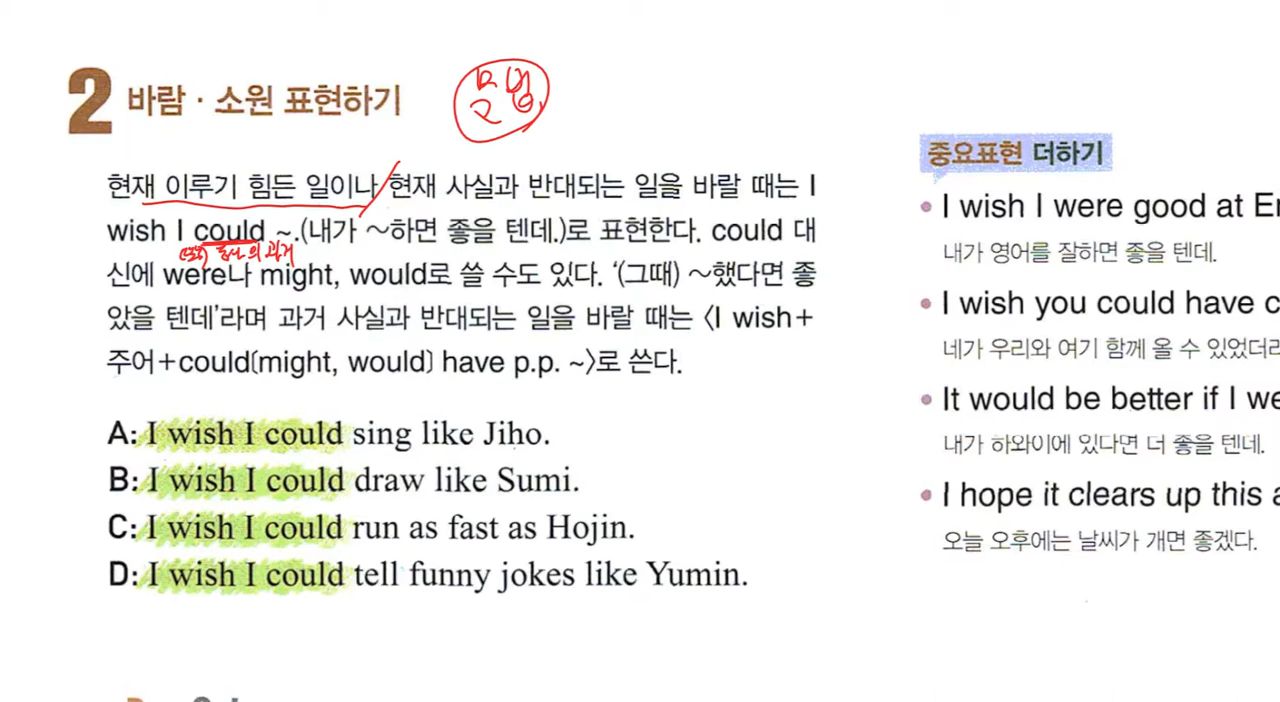 2 바람 · 소원 표현하기
현재 이루기 힘든 일이나 현재 사실과 반대되는 일을 바랄 때는 I
wish I could ~.(내가 ~하면 좋을 텐데.)로 표현한다. could 대
동사의 과거
신에 were나 might, would로 쓸 수도 있다. ‘(그때) ~했다면 좋
았을 텐데’라며 과거 사실과 반대되는 일을 바랄 때는 〈I wish+
주어+could(might, would) have p.p. ~〉로 쓴다.
A: I wish I could sing like Jiho.
B: I wish I could draw like Sumi.
C: I wish I could run as fast as Hojin.
D: I wish I could tell funny jokes like Yumin.
중요표현 더하기
I wish I were good at
내가 영어를 잘하면 좋을 텐데.
I wish you could have
네가 우리와 여기 함께 올 수
It would be better if I
내가 하와이에 있다면 더 좋을 텐데.
I hope it clears up this
오늘 오후에는 날씨가 개면 좋겠다.